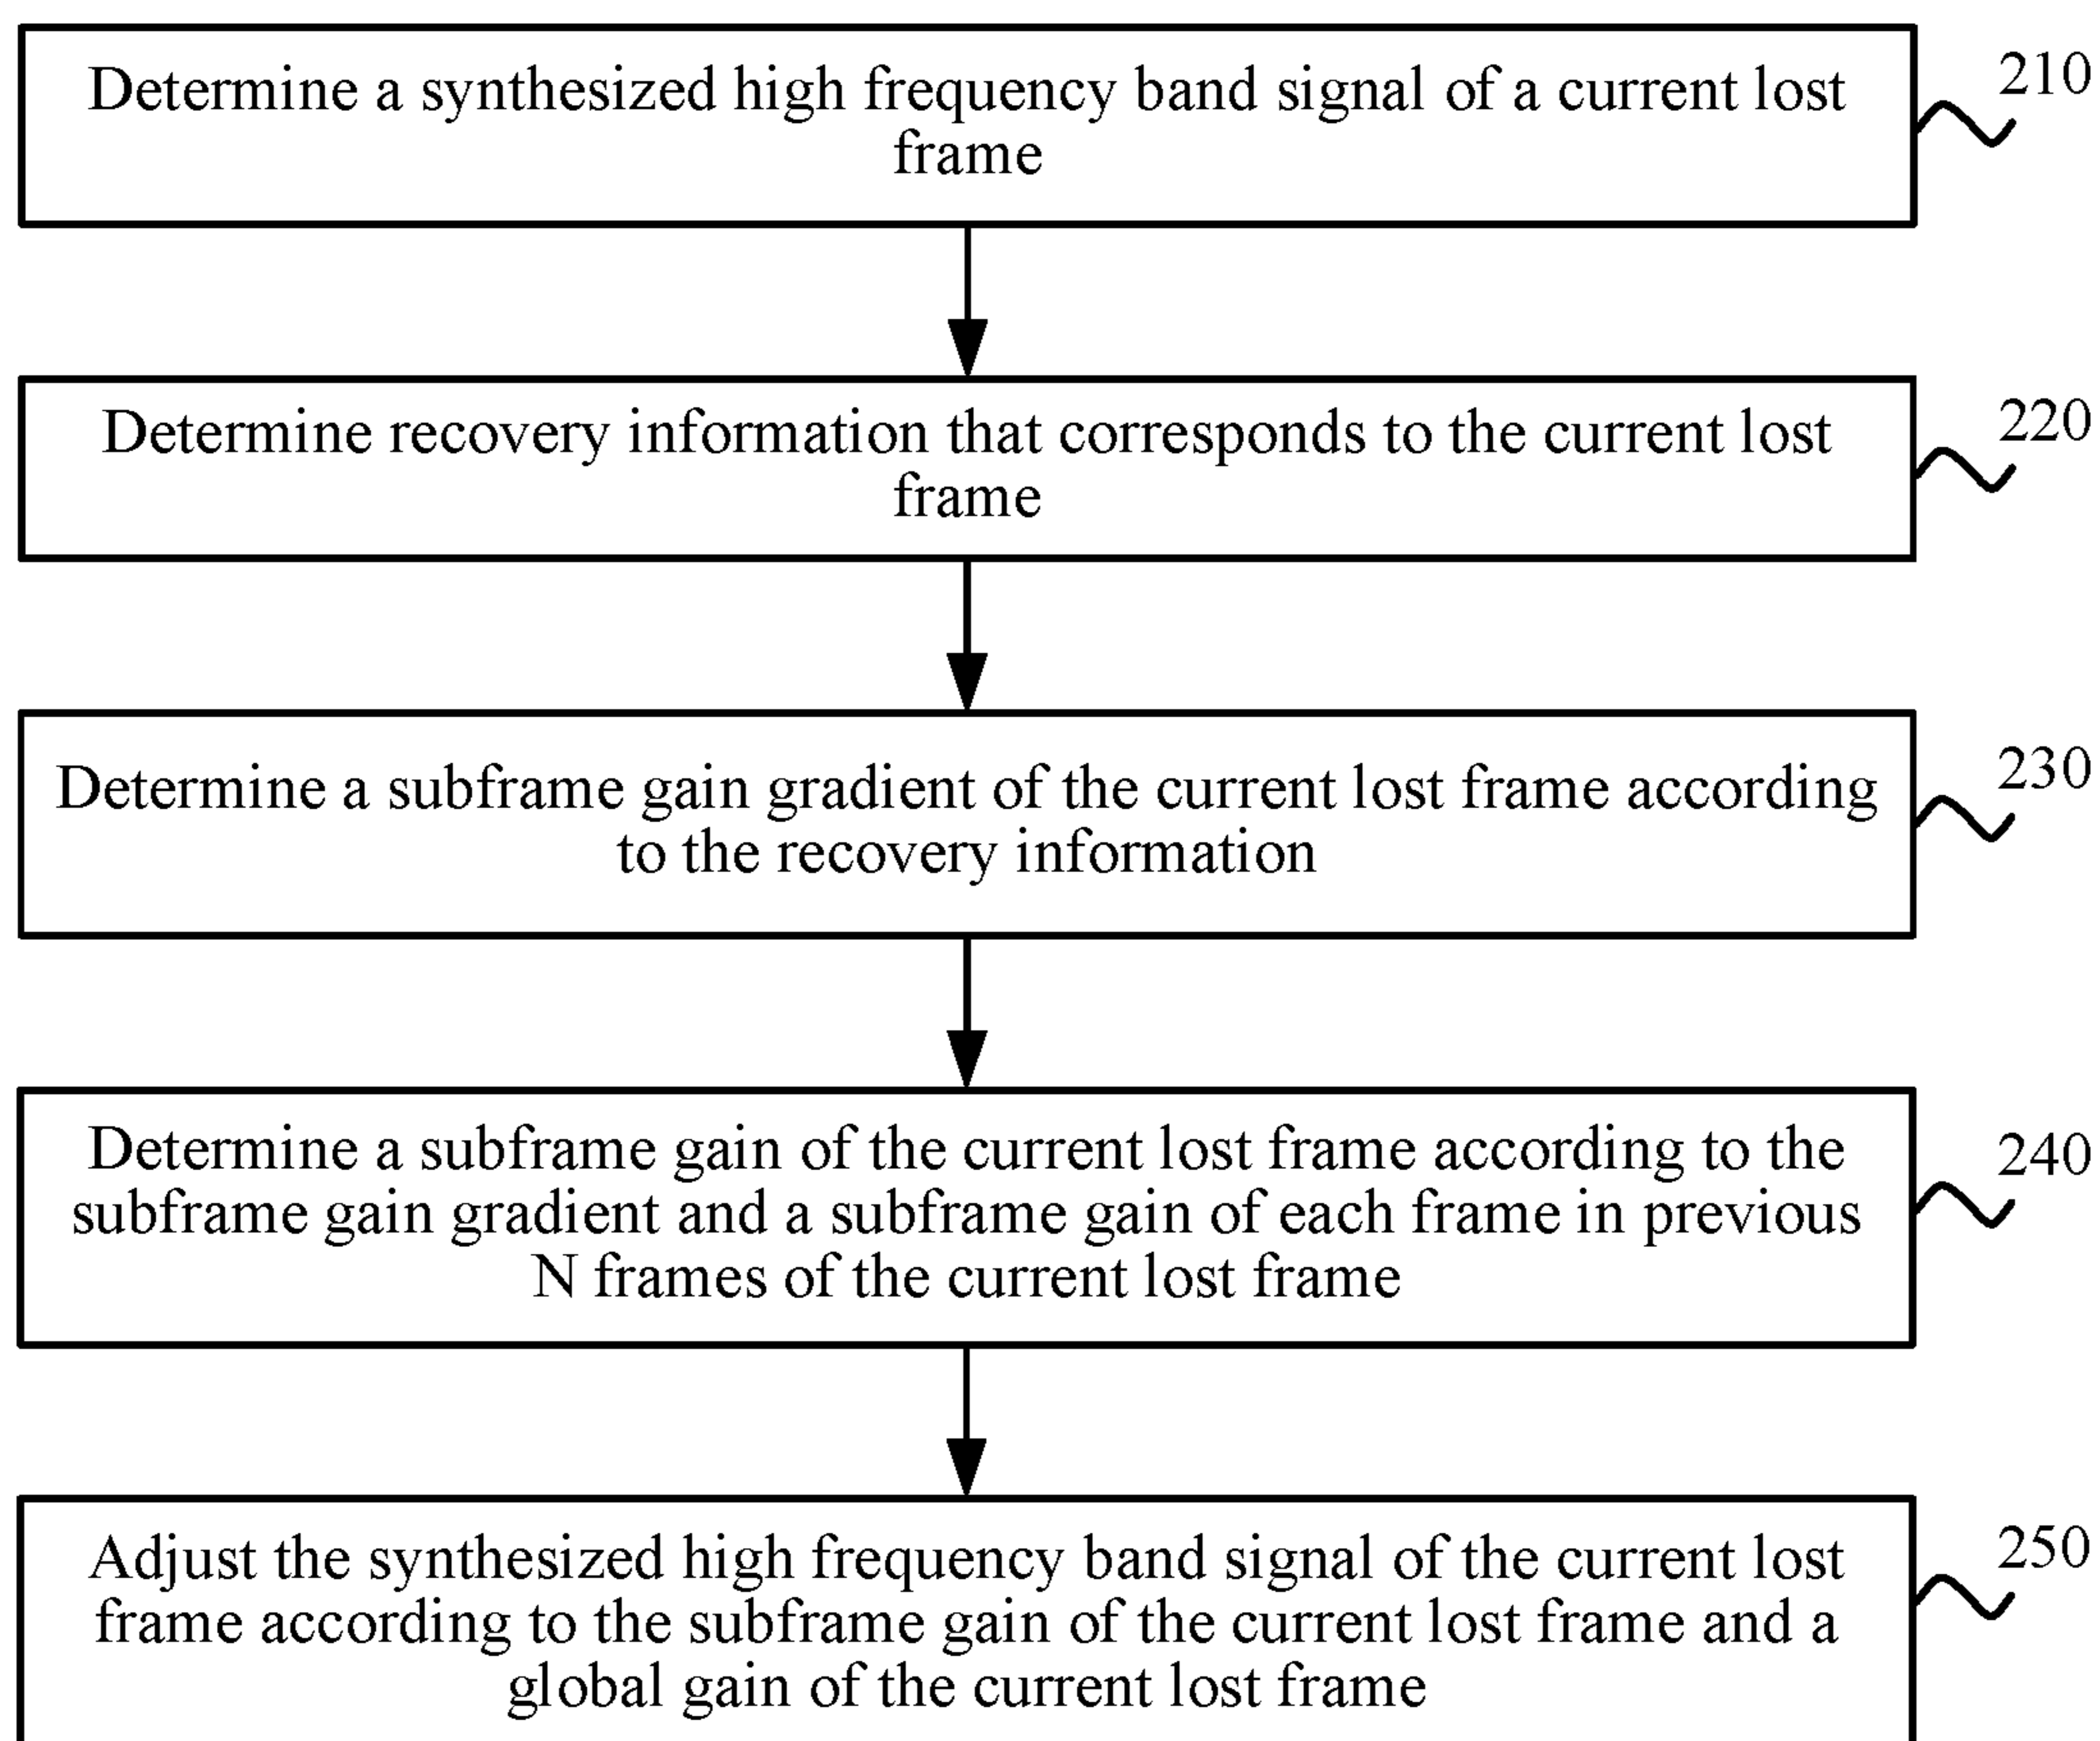 Determine a synthesized high frequency band signal of a current lost
frame
210
Determine recovery information that corresponds to the current lost
frame
220
Determine a subframe gain gradient of the current lost frame according
to the recovery information
230
Determine a subframe gain of the current lost frame according to the
subframe gain gradient and a subframe gain of each frame in previous
N frames of the current lost frame
240
Adjust the synthesized high frequency band signal of the current lost
frame according to the subframe gain of the current lost frame and a
global gain of the current lost frame
250